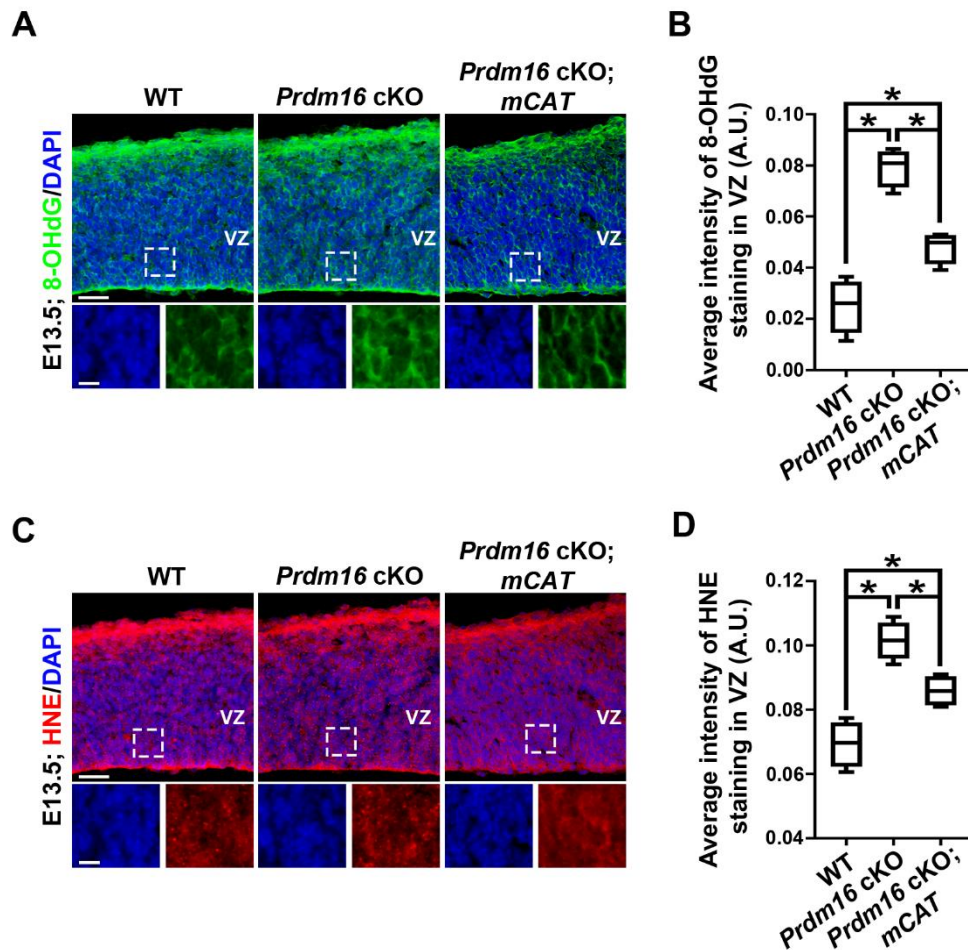 A
WT
Prdm16 cKO
Prdm16 cKO;
mCAT
E13.5; 8-OHdG/DAPI
VZ
VZ
VZ
B
Average intensity of 8-OHdG
staining in VZ (A.U.)
0.10
0.08
0.06
0.04
0.02
0.00
*
*
*
WT
Prdm16 cKO
Prdm16 cKO;
mCAT
C
WT
Prdm16 cKO
Prdm16 cKO;
mCAT
E13.5; HNE/DAPI
VZ
VZ
VZ
D
Average intensity of HNE
staining in VZ (A.U.)
0.12
0.10
0.08
0.06
0.04
*
*
*
WT
Prdm16 cKO
Prdm16 cKO;
mCAT